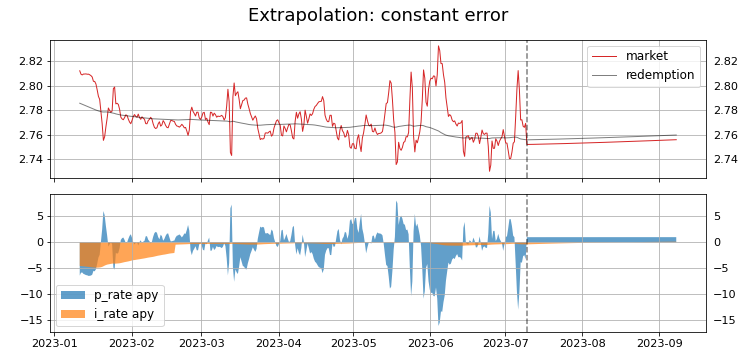 Extrapolation: constant error
2.82 2.82
2.80 2.80
2.78 2.78
2.76 2.76
2.74 2.74
market
redemption
5 5
0 0
−5 −5
−10 −10
−15 −15
p_rate apy
i_rate apy
2023-01 2023-02 2023-03 2023-04 2023-05 2023-06 2023-07 2023-08 2023-09